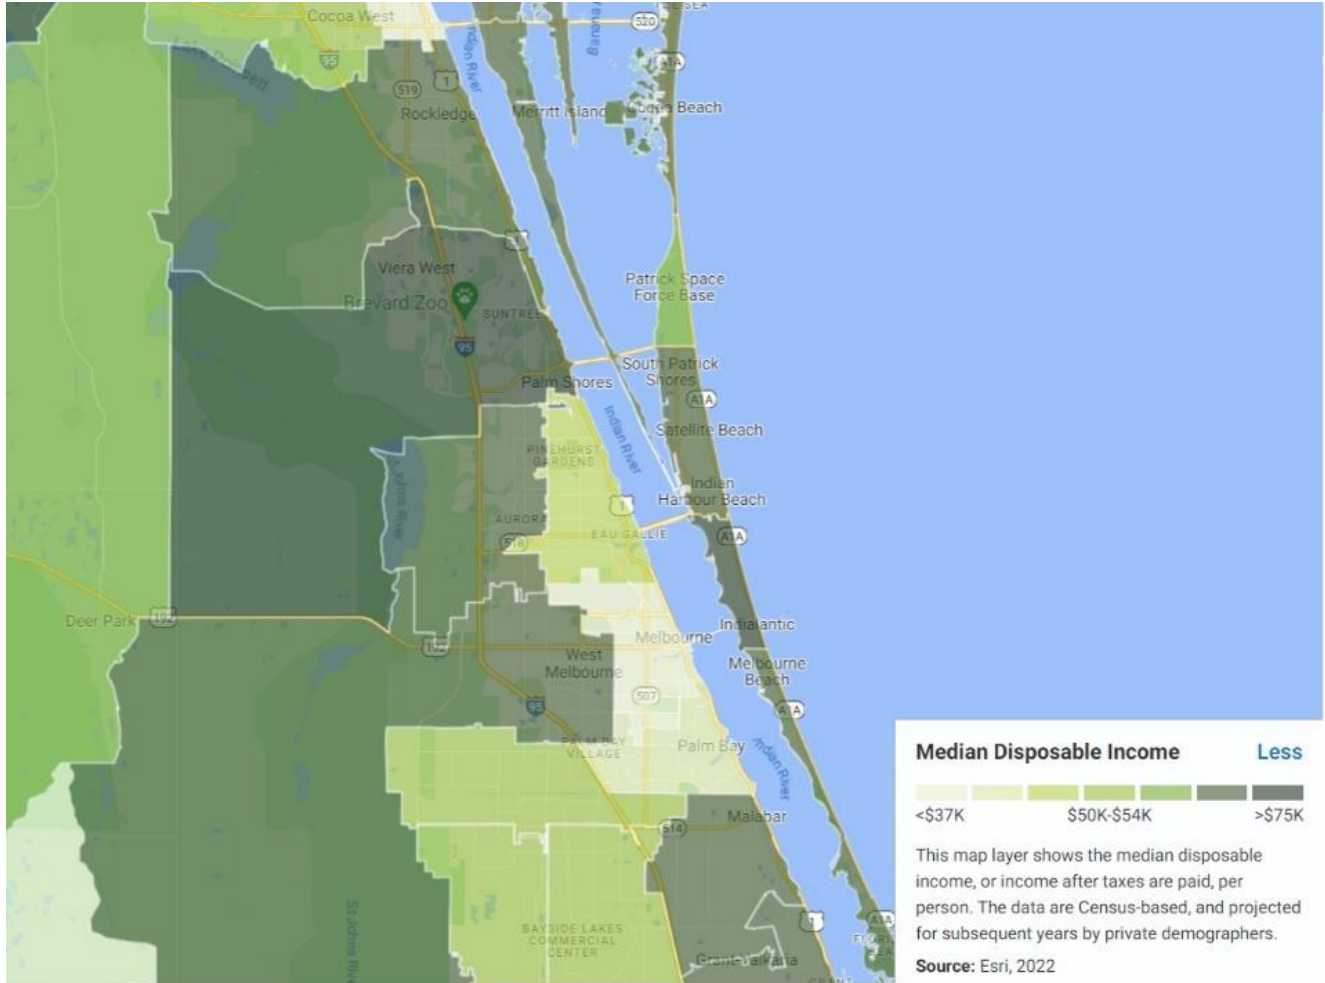 Cocoa West
520
Indian River
Banana
95
A1A
519
1
Rockledge
Merritt Island
Cocoa Beach
Viera West
Brevard Zoo
SUNTREE
95
Patrick Space
Force Base
South Patrick
Shores
Palm Shores
A1A
Indian River
Satellite Beach
PINEHURST
GARDENS
Indian
Harbour Beach
1
AURORA
518
EAU GALLIE
A1A
Deer Park
192
Indialantic
Melbourne
192
West
Melbourne
Melbourne
Beach
507
95
A1A
PALM BAY
VILLAGE
Palm Bay
Indian River
Malabar
514
St Johns
1
A1A
BAYSIDE LAKES
COMMERCIAL
CENTER
Grant-Valkaria
Median Disposable Income
Less
<$37K
$50K-$54K
>$75K
This map layer shows the median disposable
income, or income after taxes are paid, per
person. The data are Census-based, and projected
for subsequent years by private demographers.
Source: Esri, 2022